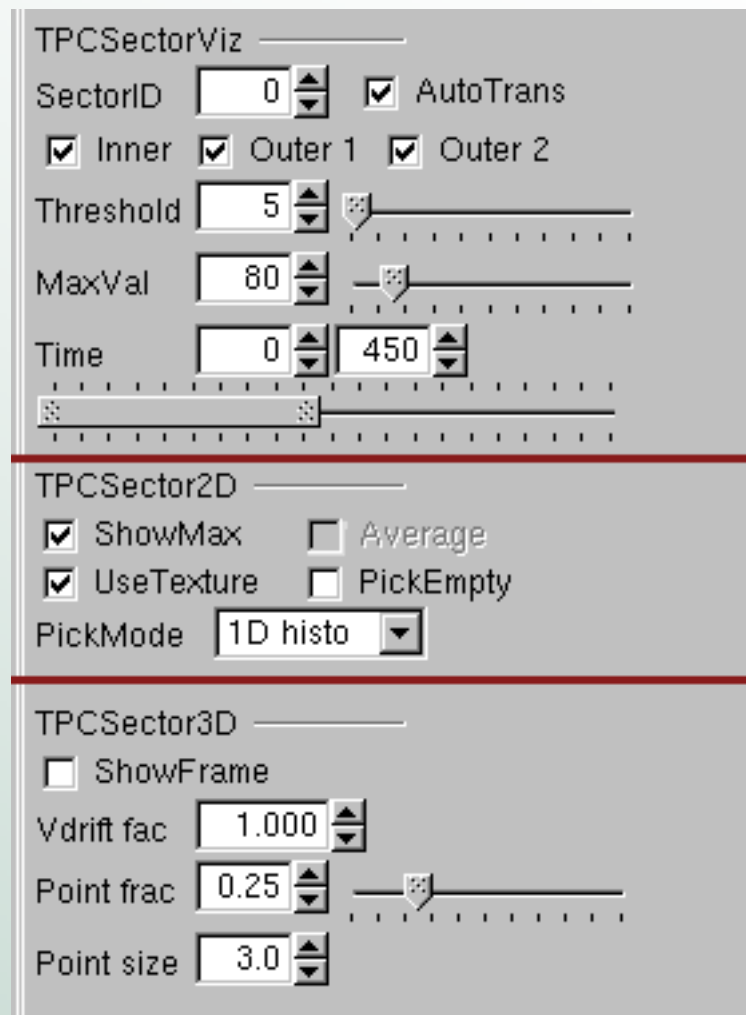 TPCSectorViz
SectorID 0 AutoTrans
Inner Outer 1 Outer 2
Threshold 5
MaxVal 80
Time 0 450
TPCSector2D
ShowMax Average
UseTexture PickEmpty
PickMode 1D histo
TPCSector3D
ShowFrame
Vdrift fac 1.000
Point frac 0.25
Point size 3.0